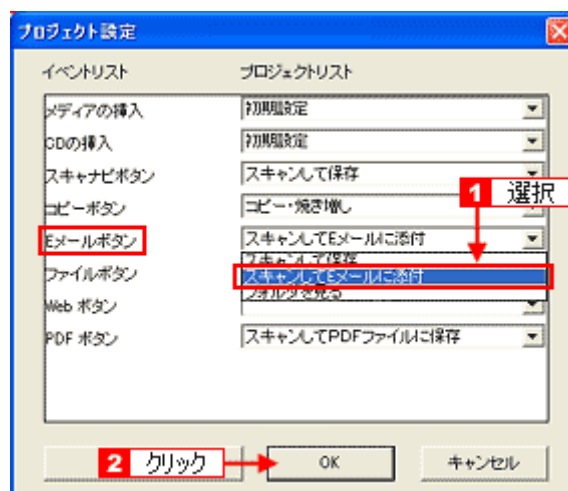 プロジェクト設定
イベントリスト プロジェクトリスト
メディアの挿入 初期設定
CDの挿入 初期設定
スキャナビボタン スキャンして保存
1 選択
コピーボタン コピー・焼き増し
Eメールボタン スキャンしてEメールに添付
スキャンして保存
スキャンしてEメールに添付
ファイルボタン
フォルダを見る
Web ボタン
PDF ボタン スキャンしてPDFファイルに保存
2 クリック OK キャンセル